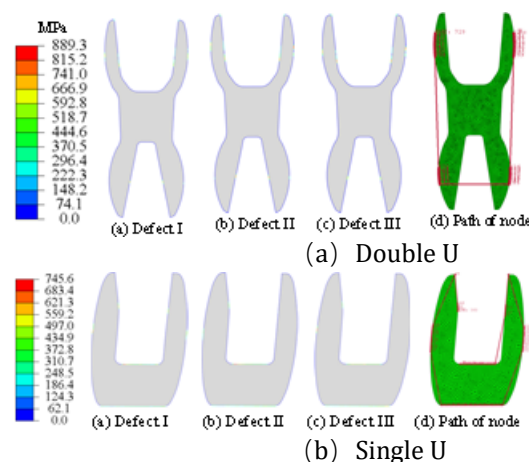 MPa
889.3
815.2
741.0
666.9
592.8
518.7
444.6
370.5
296.4
222.3
148.2
74.1
0.0
(a) Defect I
(b) Defect II
(c) Defect III
(d) Path of node
(a) Double U
745.6
683.4
621.3
559.2
497.0
434.9
372.8
310.7
248.5
186.4
124.3
62.1
0.0
(a) Defect I
(b) Defect II
(c) Defect III
(d) Path of node
(b) Single U